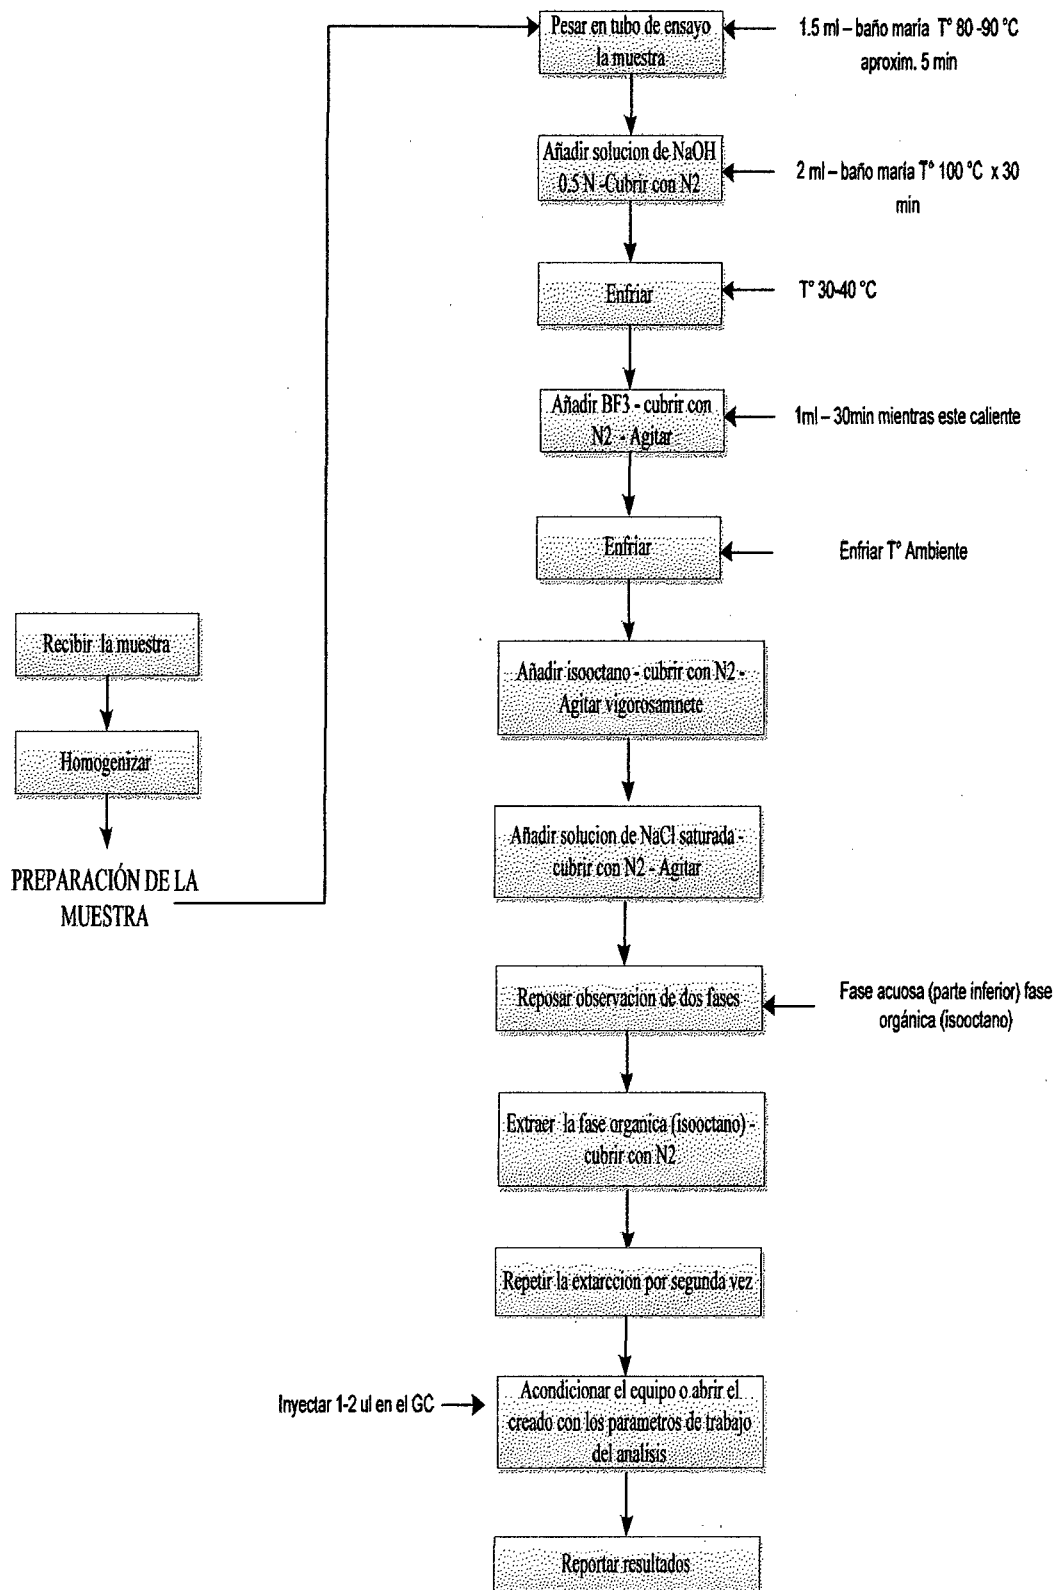 Recibir la muestra
Homogenizar
PREPARACIÓN DE LA
MUESTRA
Pesar en tubo de ensayo
la muestra
1.5 ml – baño maría T° 80 -90 °C
aproxim. 5 min
Añadir solucion de NaOH
0.5 N -Cubrir con N2
2 ml – baño maría T° 100 °C x 30
min
Enfriar
T° 30-40 °C
Añadir BF3 - cubrir con
N2 - Agitar
1ml – 30min mientras este caliente
Enfriar
Enfriar T° Ambiente
Añadir isooctano - cubrir con N2 -
Agitar vigorosamnete
Añadir solucion de NaCl saturada -
cubrir con N2 - Agitar
Reposar observacion de dos fases
Fase acuosa (parte inferior) fase
orgánica (isooctano)
Extraer la fase organica (isooctano) -
cubrir con N2
Repetir la extarccion por segunda vez
Inyectar 1-2 ul en el GC
Acondicionar el equipo o abrir el
creado con los parametros de trabajo
del analisis
Reportar resultados